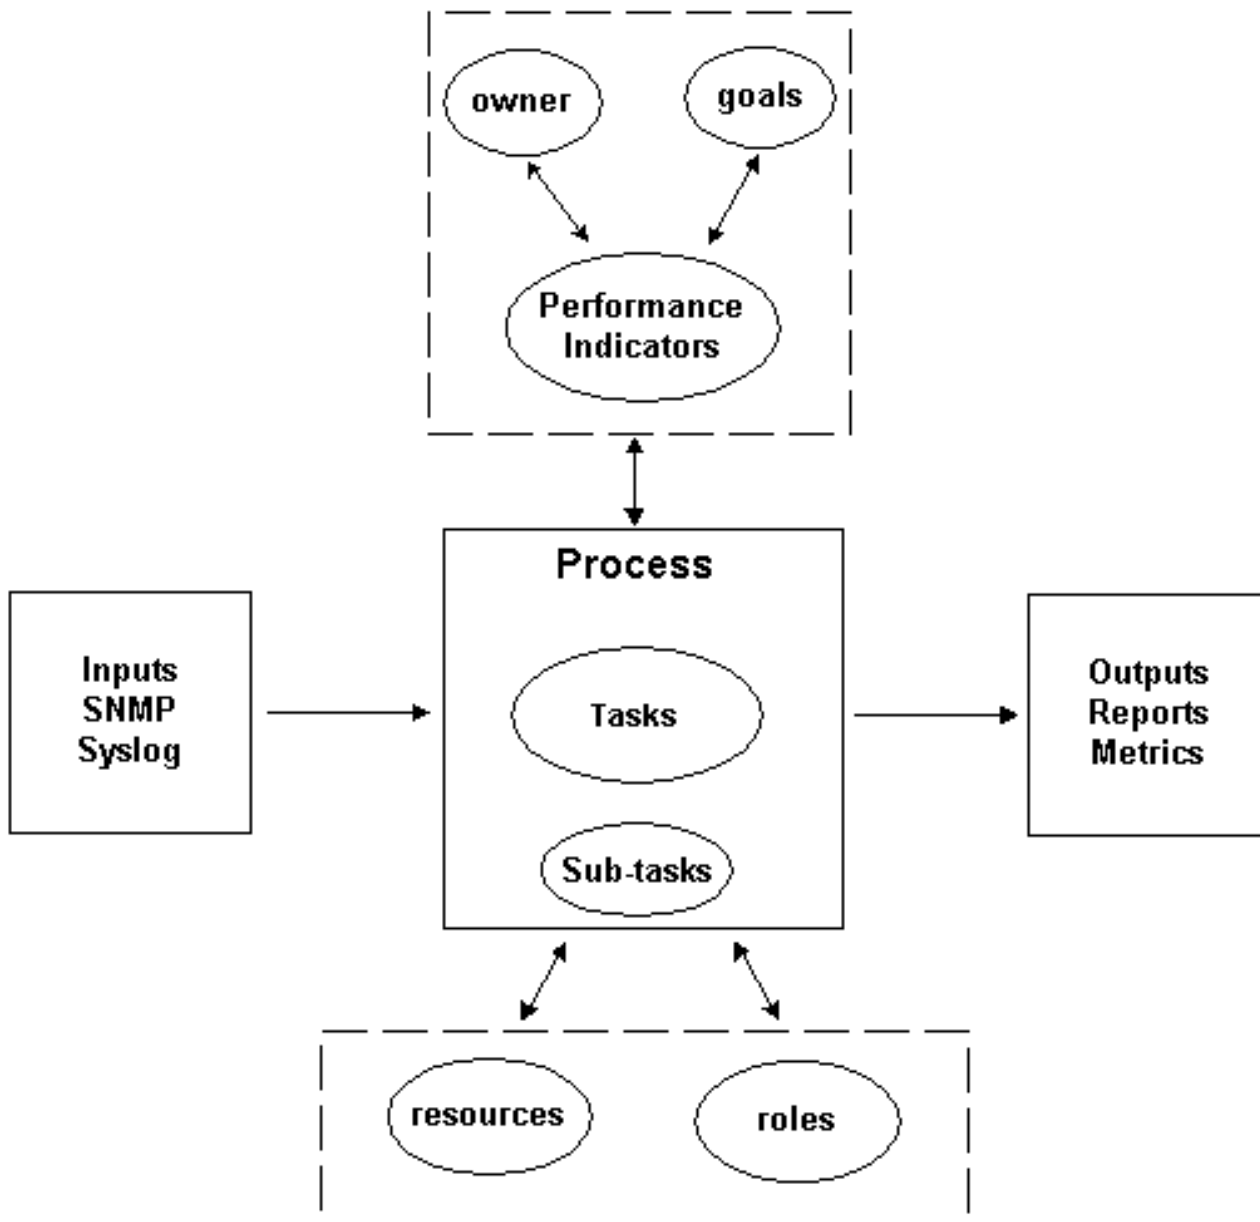 owner
goals
Performance
Indicators
Process
Inputs
SNMP
Syslog
Tasks
Outputs
Reports
Metrics
Sub-tasks
resources
roles